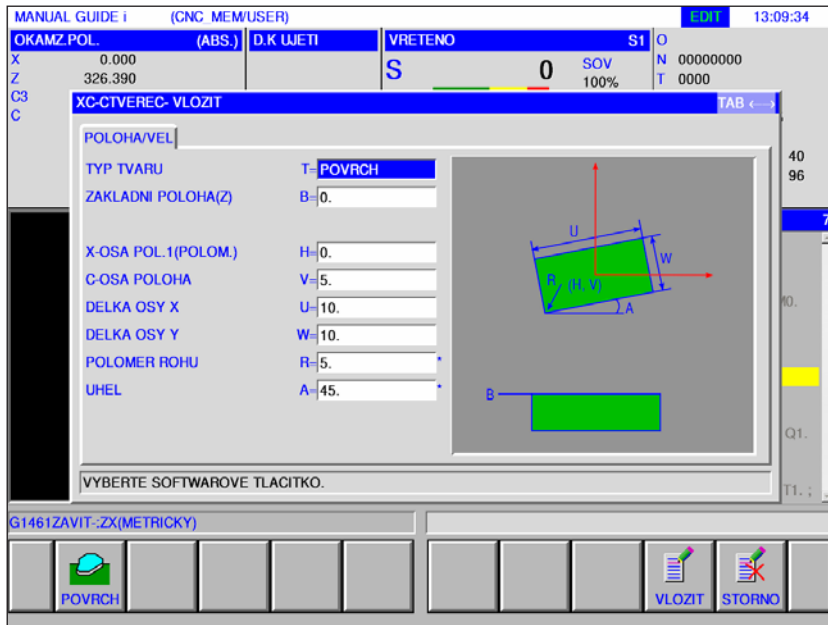 MANUAL GUIDE i (CNC_MEM/USER) EDIT 13:09:34
OKAMZ.POL. (ABS.) D.K UJETI VRETENO S1 O
X 0.000 S 0 SOV N 00000000
Z 326.390 100% T 0000
C3
C
XC-CTVEREC- VLOZIT TAB ←→
POLOHA/VEL
TYP TVARU T=POVRCH
ZAKLADNI POLOHA(Z) B=0.
X-OSA POL.1(POLOM.) H=0.
C-OSA POLOHA V=5.
DELKA OSY X U=10.
DELKA OSY Y W=10.
POLOMER ROHU R=5.*
UHEL A=45.*
U
W
R (H, V)
A
B
40
96
7
M0.
Q1.
T1. ;
VYBERTE SOFTWAROVE TLACITKO.
G1461ZAVIT-:ZX(METRICKY)
POVRCH VLOZIT STORNO